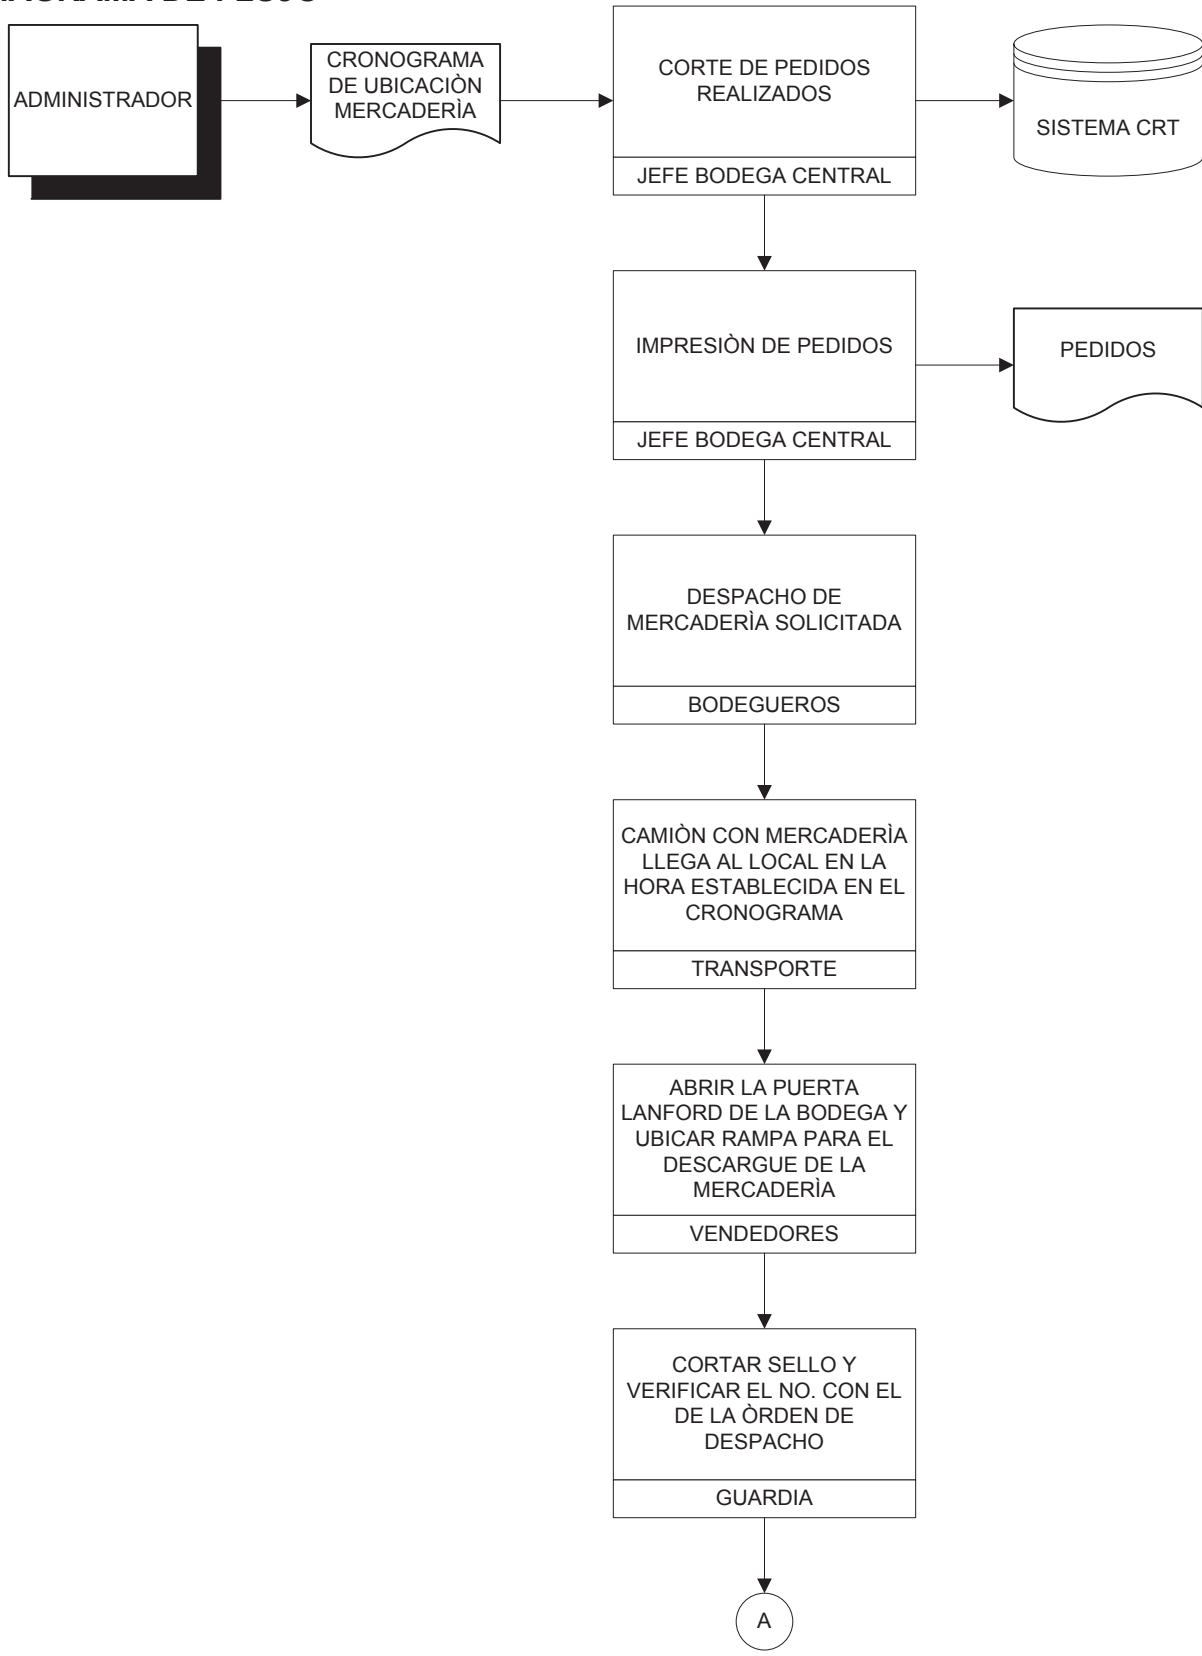 ADMINISTRADOR
CRONOGRAMA
DE UBICACIÒN
MERCADERÌA
CORTE DE PEDIDOS
REALIZADOS
JEFE BODEGA CENTRAL
SISTEMA CRT
IMPRESIÒN DE PEDIDOS
JEFE BODEGA CENTRAL
PEDIDOS
DESPACHO DE
MERCADERÌA SOLICITADA
BODEGUEROS
CAMIÒN CON MERCADERÌA
LLEGA AL LOCAL EN LA
HORA ESTABLECIDA EN EL
CRONOGRAMA
TRANSPORTE
ABRIR LA PUERTA
LANFORD DE LA BODEGA Y
UBICAR RAMPA PARA EL
DESCARGUE DE LA
MERCADERÌA
VENDEDORES
CORTAR SELLO Y
VERIFICAR EL NO. CON EL
DE LA ÒRDEN DE
DESPACHO
GUARDIA
A